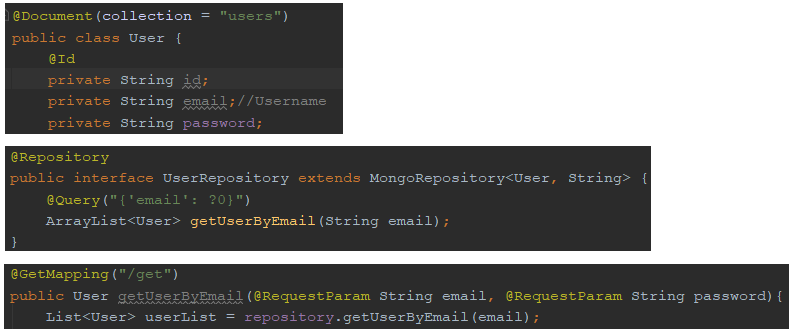 @Document(collection = "users")
public class User {
@Id
private String id;
private String email;//Username
private String password;
@Repository
public interface UserRepository extends MongoRepository<User, String> {
@Query("{'email': ?0}")
ArrayList<User> getUserByEmail(String email);
}
@GetMapping("/get")
public User getUserByEmail(@RequestParam String email, @RequestParam String password){
List<User> userList = repository.getUserByEmail(email);